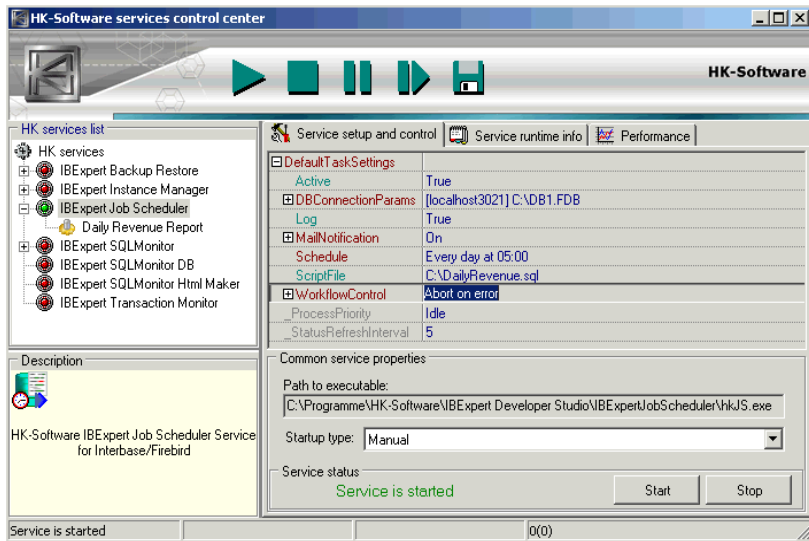 HK-Software services control center
HK-Software
HK services list
HK services
IBExpert Backup Restore
IBExpert Instance Manager
IBExpert Job Scheduler
Daily Revenue Report
IBExpert SQLMonitor
IBExpert SQLMonitor DB
IBExpert SQLMonitor Html Maker
IBExpert Transaction Monitor
Description
HK-Software IBExpert Job Scheduler Service
for Interbase/Firebird
Service setup and control
Service runtime info
Performance
DefaultTaskSettings
Active True
DBConnectionParams [localhost3021] C:\DB1.FDB
Log True
MailNotification On
Schedule Every day at 05:00
ScriptFile C:\DailyRevenue.sql
WorkflowControl Abort on error
_ProcessPriority Idle
_StatusRefreshInterval 5
Common service properties
Path to executable:
C:\Programme\HK-Software\IBExpert Developer Studio\IBExpertJobScheduler\hkJS.exe
Startup type: Manual
Service status
Service is started Start Stop
Service is started 0(0)